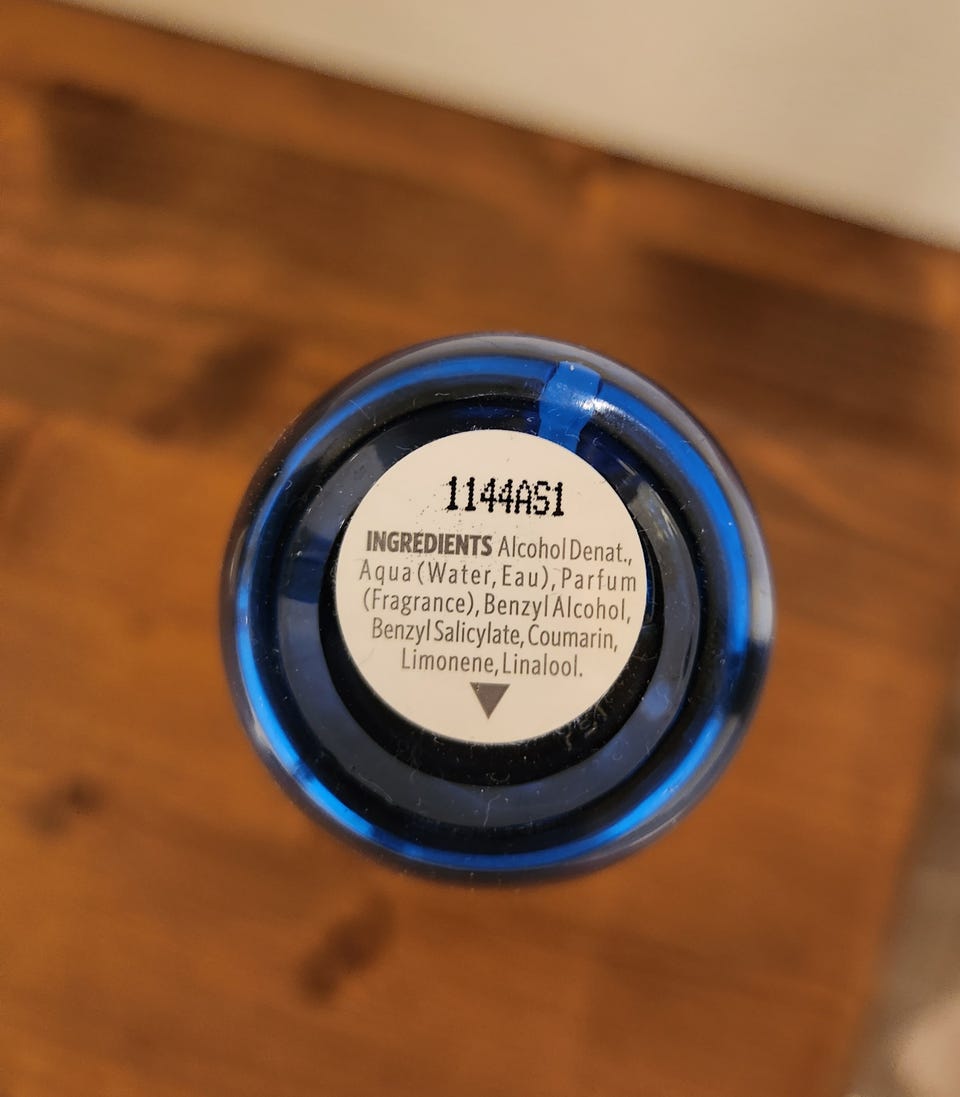 1144AS1
INGREDIENTS Alcohol Denat.,
Aqua (Water, Eau), Parfum
(Fragrance), Benzyl Alcohol,
Benzyl Salicylate, Coumarin,
Limonene, Linalool.